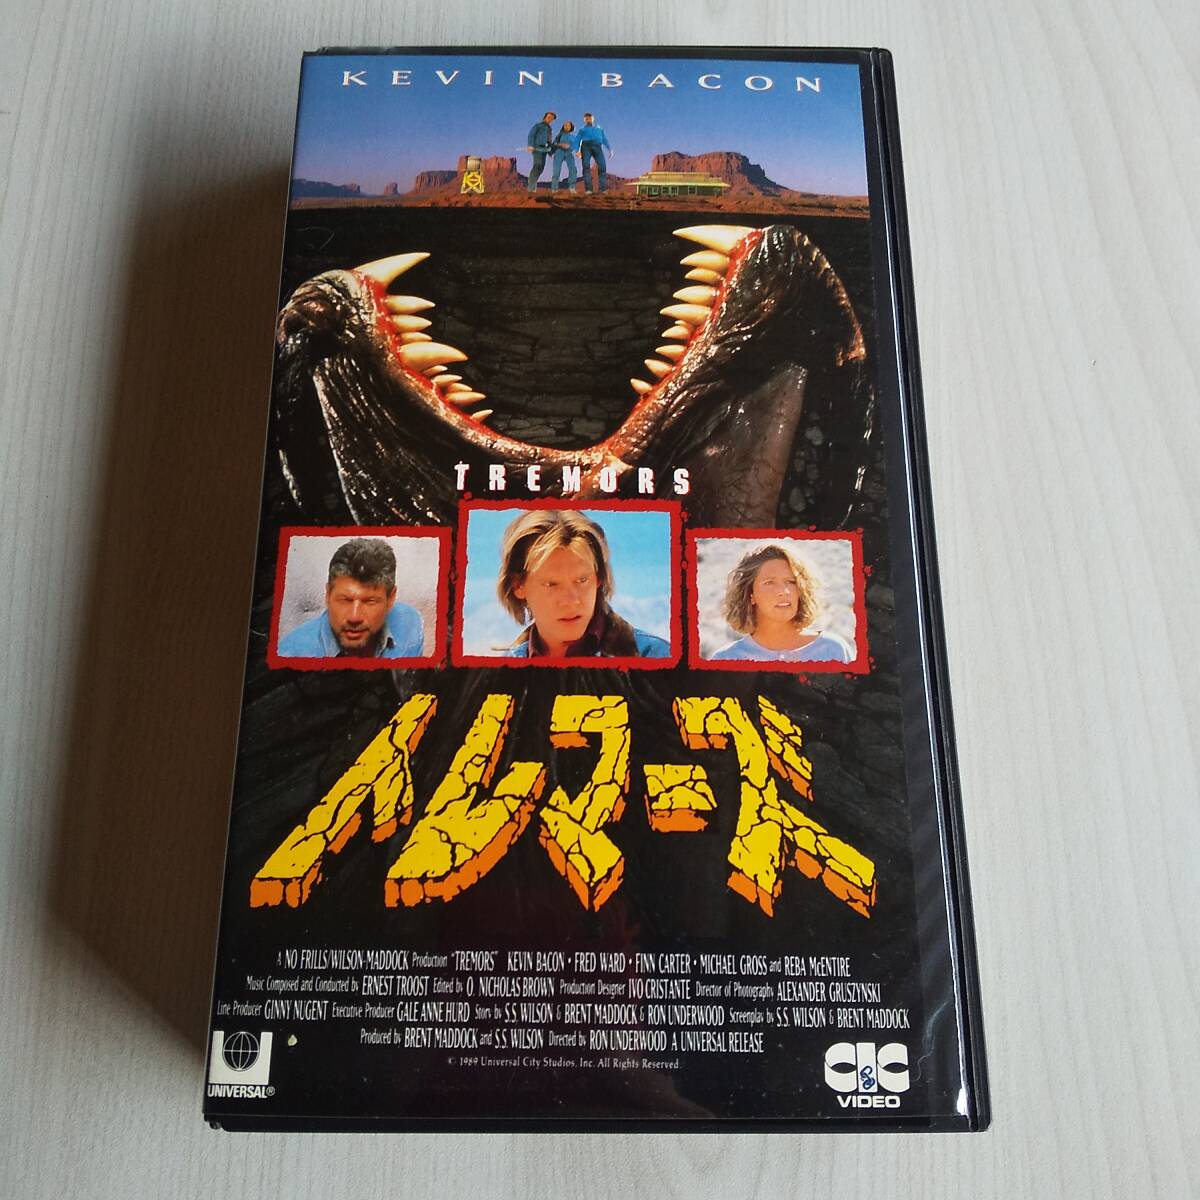 KEVIN BACON
TREMORS
トレマーズ
A NO FRILLS/WILSON-MADDOCK Production "TREMORS" KEVIN BACON • FRED WARD • FINN CARTER • MICHAEL GROSS and REBA McENTIRE
Music Composed and Conducted by ERNEST TROOST Edited by O. NICHOLAS BROWN Production Designer IVO CRISTANTE Director of Photography ALEXANDER GRUSZYNSKI
Line Producer GINNY NUGENT Executive Producer GALE ANNE HURD Story by S.S. WILSON & BRENT MADDOCK & RON UNDERWOOD Screenplay by S.S. WILSON & BRENT MADDOCK
Produced by BRENT MADDOCK and S.S. WILSON Directed by RON UNDERWOOD A UNIVERSAL RELEASE
© 1989 Universal City Studios, Inc. All Rights Reserved.
UNIVERSAL®
CIC
VIDEO